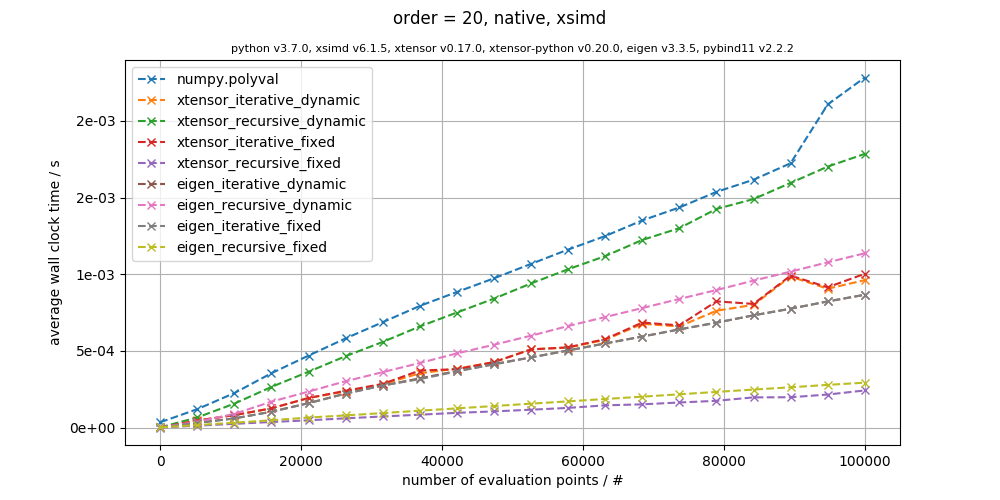 order = 20, native, xsimd
python v3.7.0, xsimd v6.1.5, xtensor v0.17.0, xtensor-python v0.20.0, eigen v3.3.5, pybind11 v2.2.2
numpy.polyval
xtensor_iterative_dynamic
xtensor_recursive_dynamic
xtensor_iterative_fixed
xtensor_recursive_fixed
eigen_iterative_dynamic
eigen_recursive_dynamic
eigen_iterative_fixed
eigen_recursive_fixed
average wall clock time / s
2e-03
2e-03
1e-03
5e-04
0e+00
0
20000
40000
60000
80000
100000
number of evaluation points / #